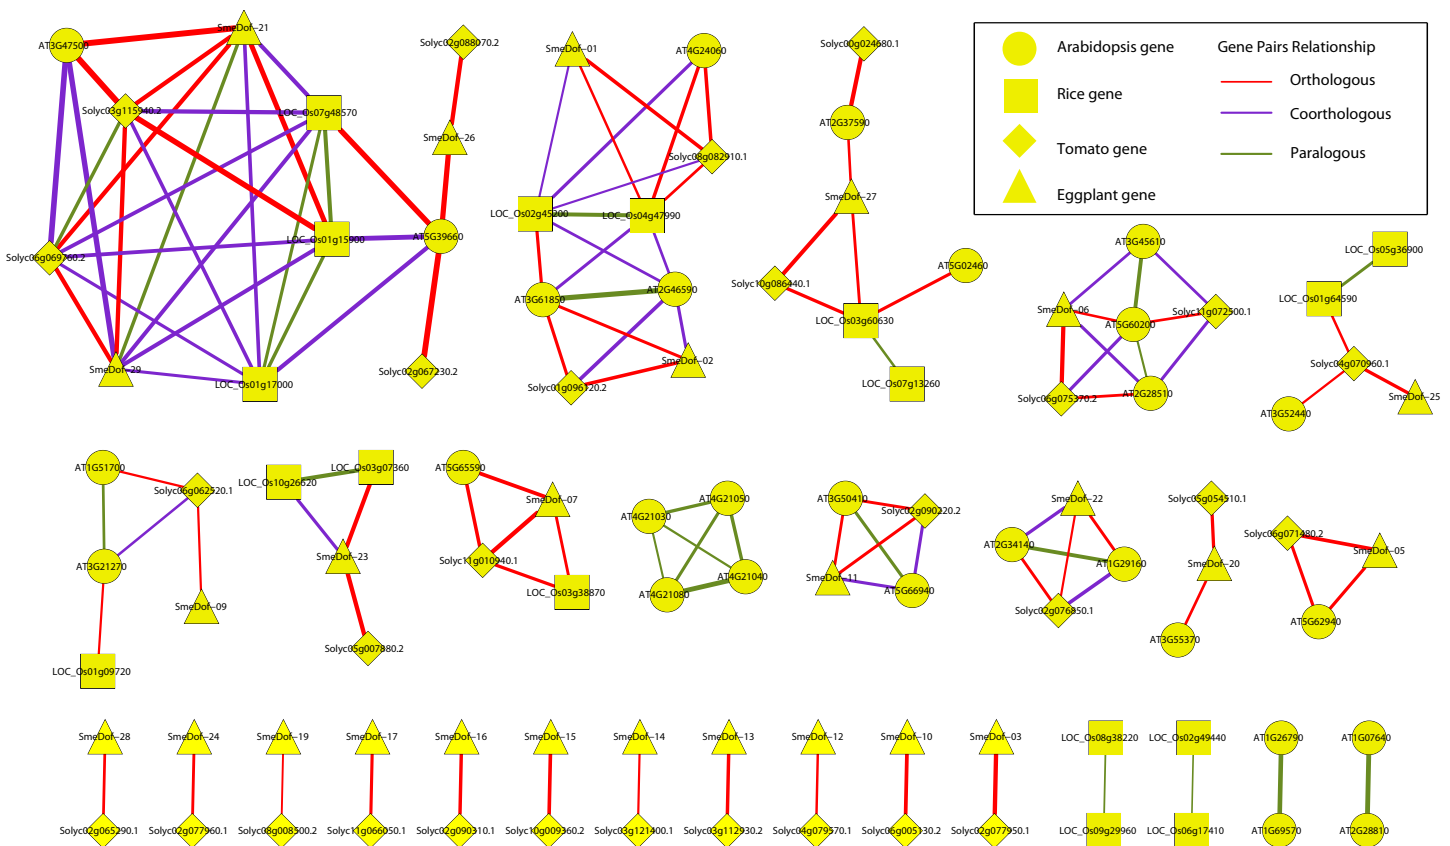 SmeDof−21
AT3G47500
Solyc02g088070.2
SmeDof−01
AT4G24060
Solyc00g024680.1
Arabidopsis gene
Gene Pairs Relationship
Orthologous
Rice gene
Coorthologous
Tomato gene
Paralogous
Eggplant gene
Solyc03g115940.2
LOC_Os07g48570
SmeDof−26
AT2G37590
Solyc08g082910.1
SmeDof−27
LOC_Os02g45200
LOC_Os04g47990
LOC_Os01g15900
AT5G39660
Solyc06g069760.2
AT3G45610
LOC_Os05g36900
AT5G02460
Solyc10g086440.1
AT3G61850
AT2G46590
LOC_Os03g60630
SmeDof−06
AT5G60200
Solyc11g072500.1
LOC_Os01g64590
SmeDof−29
LOC_Os01g17000
Solyc02g067230.2
Solyc01g096120.2
SmeDof−02
LOC_Os07g13260
Solyc06g075370.2
AT2G28510
Solyc04g070960.1
AT3G52440
SmeDof−25
AT1G51700
Solyc06g062520.1
LOC_Os10g26620
LOC_Os03g07360
AT5G65590
SmeDof−07
AT4G21030
AT4G21050
AT3G50410
Solyc02g090220.2
SmeDof−22
AT2G34140
AT1G29160
Solyc05g054510.1
Solyc06g071480.2
SmeDof−05
AT3G21270
SmeDof−23
Solyc11g010940.1
LOC_Os03g38870
AT4G21080
AT4G21040
SmeDof−11
AT5G66940
Solyc02g076850.1
SmeDof−20
SmeDof−09
AT5G62940
LOC_Os01g09720
Solyc05g007880.2
AT3G55370
SmeDof−28
SmeDof−24
SmeDof−19
SmeDof−17
SmeDof−16
SmeDof−15
SmeDof−14
SmeDof−13
SmeDof−12
SmeDof−10
SmeDof−03
LOC_Os08g38220
LOC_Os02g49440
AT1G26790
AT1G07640
Solyc02g065290.1
Solyc02g077960.1
Solyc08g008500.2
Solyc11g066050.1
Solyc02g090310.1
Solyc10g009360.2
Solyc03g121400.1
Solyc03g112930.2
Solyc04g079570.1
Solyc06g005130.2
Solyc02g077950.1
LOC_Os09g29960
LOC_Os06g17410
AT1G69570
AT2G28810